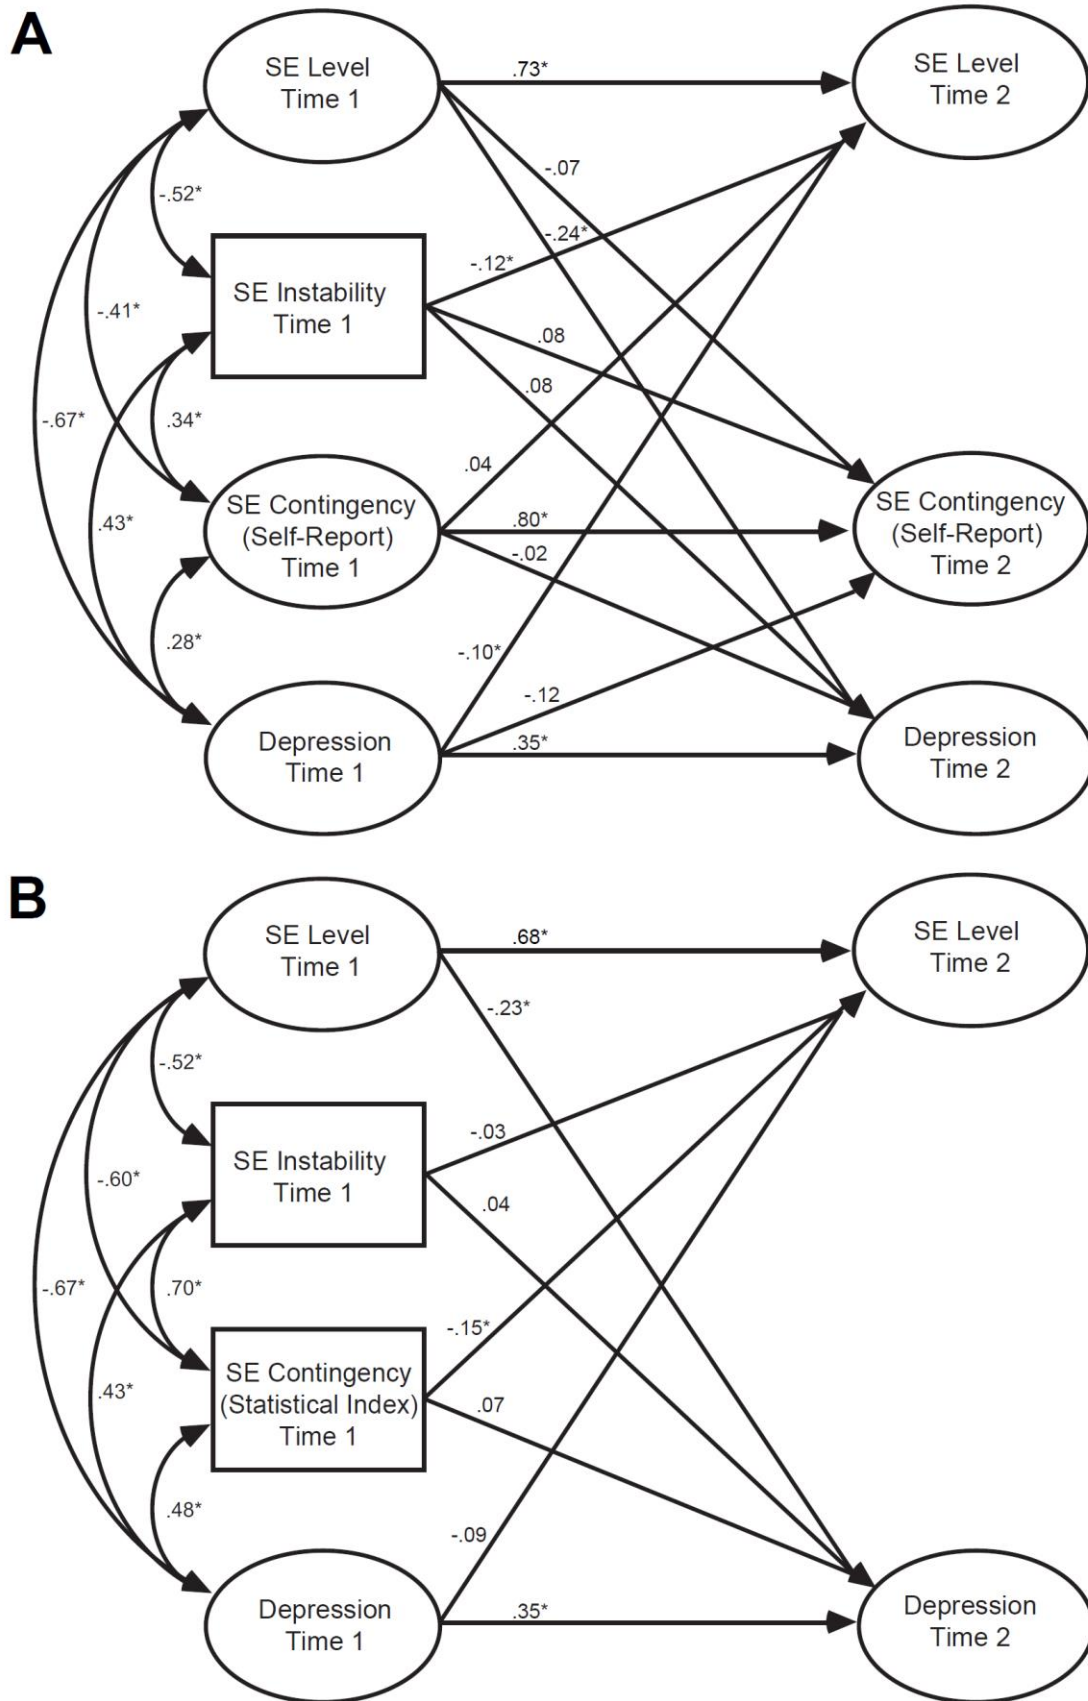 A
SE Level
Time 1
SE Level
Time 2
.73*
-.07
-.52*
-.24*
-.12*
SE Instability
Time 1
-.41*
.08
.08
-.67*
.34*
.04
SE Contingency
(Self-Report)
Time 1
SE Contingency
(Self-Report)
Time 2
.43*
.80*
-.02
.28*
-.10*
-.12
Depression
Time 1
.35*
Depression
Time 2
B
SE Level
Time 1
SE Level
Time 2
.68*
-.23*
-.52*
-.03
SE Instability
Time 1
-.60*
.04
-.67*
.70*
-.15*
SE Contingency
(Statistical Index)
Time 1
.43*
.07
.48*
-.09
Depression
Time 1
.35*
Depression
Time 2